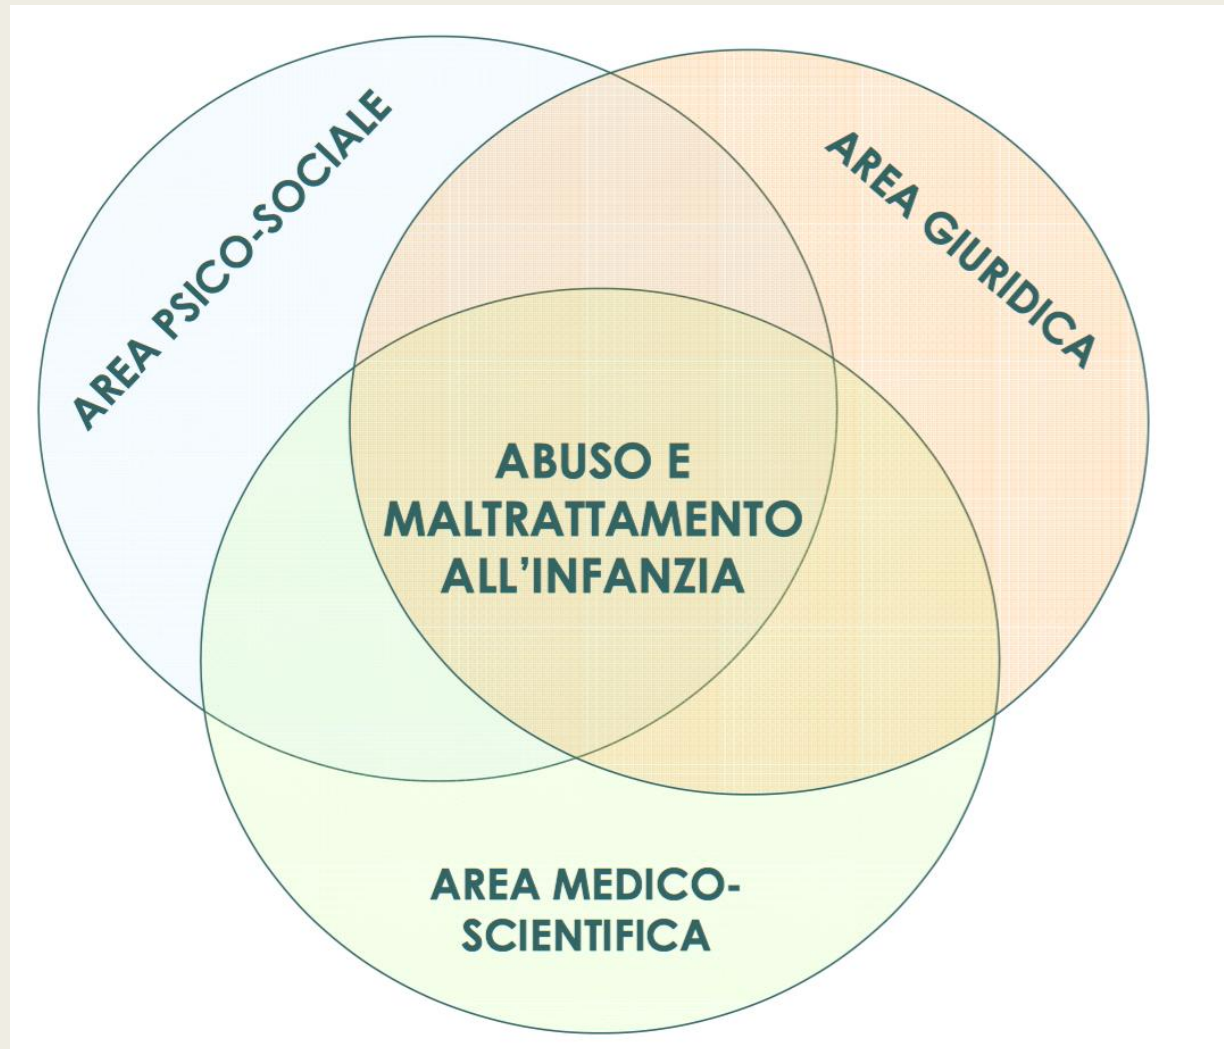 AREA PSICO-SOCIALE
AREA GIURIDICA
ABUSO E
MALTRATTAMENTO
ALL’INFANZIA
AREA MEDICO-
SCIENTIFICA